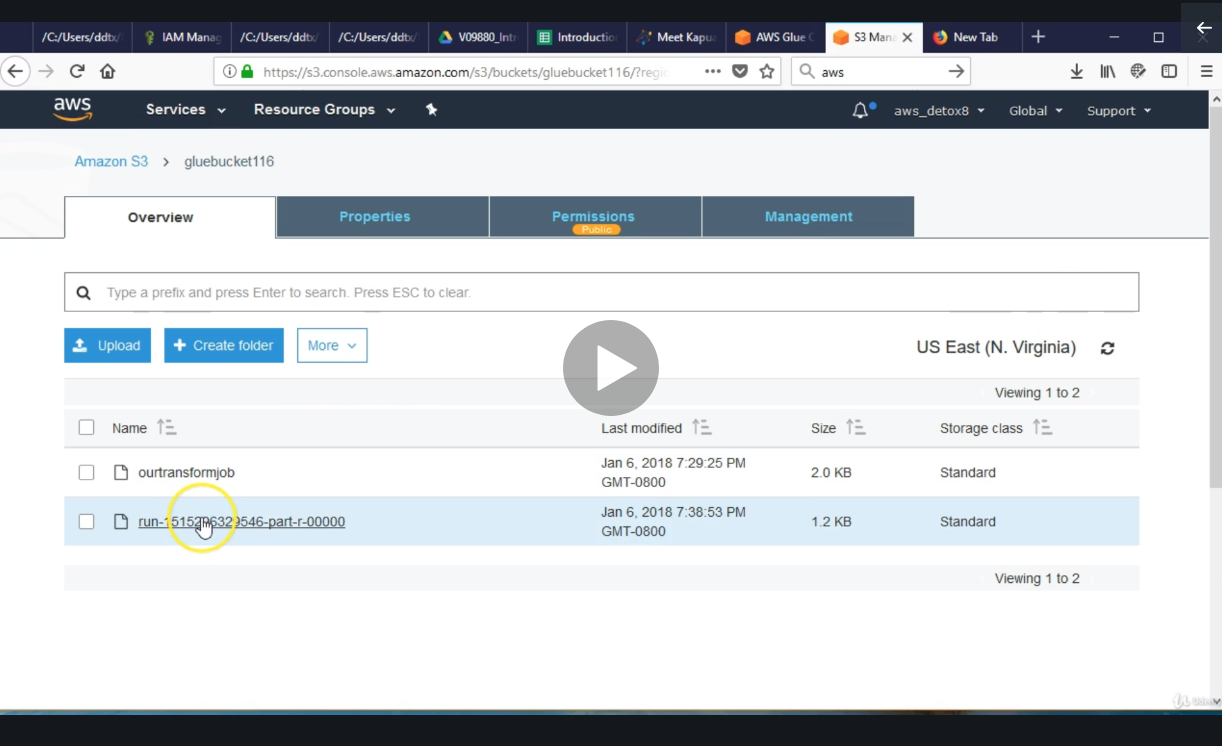 /C:/Users/ddtx/
IAM Manag
/C:/Users/ddtx/
/C:/Users/ddtx/
V09880_Intr
Introductio
Meet Kapua
AWS Glue C
S3 Mana
New Tab
https://s3.console.aws.amazon.com/s3/buckets/gluebucket116/?regio
aws
aws
Services
Resource Groups
aws_detox8
Global
Support
Amazon S3 > gluebucket116
Overview
Properties
Permissions
Public
Management
Type a prefix and press Enter to search. Press ESC to clear.
Upload
+ Create folder
More
US East (N. Virginia)
Viewing 1 to 2
Name
Last modified
Size
Storage class
ourtransformjob
Jan 6, 2018 7:29:25 PM
GMT-0800
2.0 KB
Standard
run-1515296329546-part-r-00000
Jan 6, 2018 7:38:53 PM
GMT-0800
1.2 KB
Standard
Viewing 1 to 2